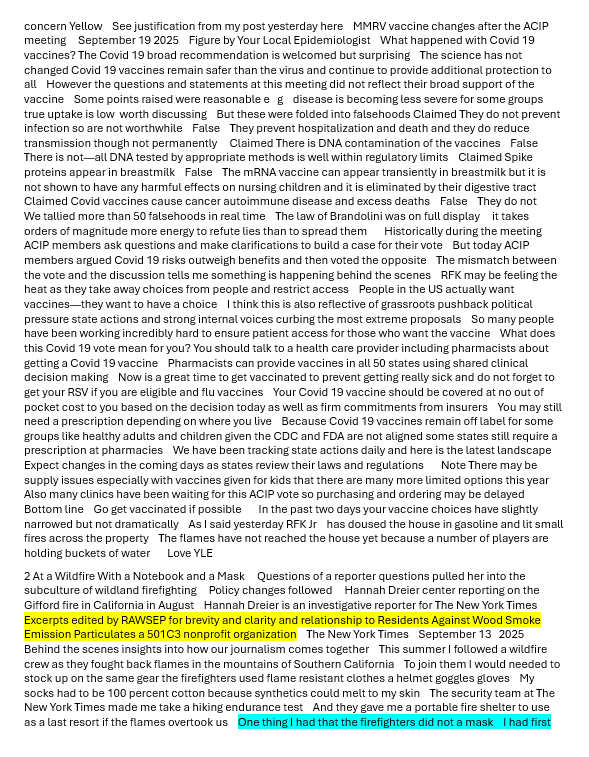 concern Yellow See justification from my post yesterday here MMRV vaccine changes after the ACIP
meeting September 19 2025 Figure by Your Local Epidemiologist What happened with Covid 19
vaccines? The Covid 19 broad recommendation is welcomed but surprising The science has not
changed Covid 19 vaccines remain safer than the virus and continue to provide additional protection to
all However the questions and statements at this meeting did not reflect their broad support of the
vaccine Some points raised were reasonable e g disease is becoming less severe for some groups
true uptake is low worth discussing But these were folded into falsehoods Claimed They do not prevent
infection so are not worthwhile False They prevent hospitalization and death and they do reduce
transmission though not permanently Claimed There is DNA contamination of the vaccines False
There is not—all DNA tested by appropriate methods is well within regulatory limits Claimed Spike
proteins appear in breastmilk False The mRNA vaccine can appear transiently in breastmilk but it is
not shown to have any harmful effects on nursing children and it is eliminated by their digestive tract
Claimed Covid vaccines cause cancer autoimmune disease and excess deaths False They do not
We tallied more than 50 falsehoods in real time The law of Brandolini was on full display it takes
orders of magnitude more energy to refute lies than to spread them Historically during the meeting
ACIP members ask questions and make clarifications to build a case for their vote But today ACIP
members argued Covid 19 risks outweigh benefits and then voted the opposite The mismatch between
the vote and the discussion tells me something is happening behind the scenes RFK may be feeling the
heat as they take away choices from people and restrict access People in the US actually want
vaccines—they want to have a choice I think this is also reflective of grassroots pushback political
pressure state actions and strong internal voices curbing the most extreme proposals So many people
have been working incredibly hard to ensure patient access for those who want the vaccine What does
this Covid 19 vote mean for you? You should talk to a health care provider including pharmacists about
getting a Covid 19 vaccine Pharmacists can provide vaccines in all 50 states using shared clinical
decision making Now is a great time to get vaccinated to prevent getting really sick and do not forget to
get your RSV if you are eligible and flu vaccines Your Covid 19 vaccine should be covered at no out of
pocket cost to you based on the decision today as well as firm commitments from insurers You may still
need a prescription depending on where you live Because Covid 19 vaccines remain off label for some
groups like healthy adults and children given the CDC and FDA are not aligned some states still require a
prescription at pharmacies We have been tracking state actions daily and here is the latest landscape
Expect changes in the coming days as states review their laws and regulations Note There may be
supply issues especially with vaccines given for kids that there are many more limited options this year
Also many clinics have been waiting for this ACIP vote so purchasing and ordering may be delayed
Bottom line Go get vaccinated if possible In the past two days your vaccine choices have slightly
narrowed but not dramatically As I said yesterday RFK Jr has doused the house in gasoline and lit small
fires across the property The flames have not reached the house yet because a number of players are
holding buckets of water Love YLE
2 At a Wildfire With a Notebook and a Mask Questions of a reporter questions pulled her into the
subculture of wildland firefighting Policy changes followed Hannah Dreier center reporting on the
Gifford fire in California in August Hannah Dreier is an investigative reporter for The New York Times
Excerpts edited by RAWSEP for brevity and clarity and relationship to Residents Against Wood Smoke
Emission Particulates a 501C3 nonprofit organization The New York Times September 13 2025
Behind the scenes insights into how our journalism comes together This summer I followed a wildfire
crew as they fought back flames in the mountains of Southern California To join them I would needed to
stock up on the same gear the firefighters used flame resistant clothes a helmet goggles gloves My
socks had to be 100 percent cotton because synthetics could melt to my skin The security team at The
New York Times made me take a hiking endurance test And they gave me a portable fire shelter to use
as a last resort if the flames overtook us One thing I had that the firefighters did not a mask I had first